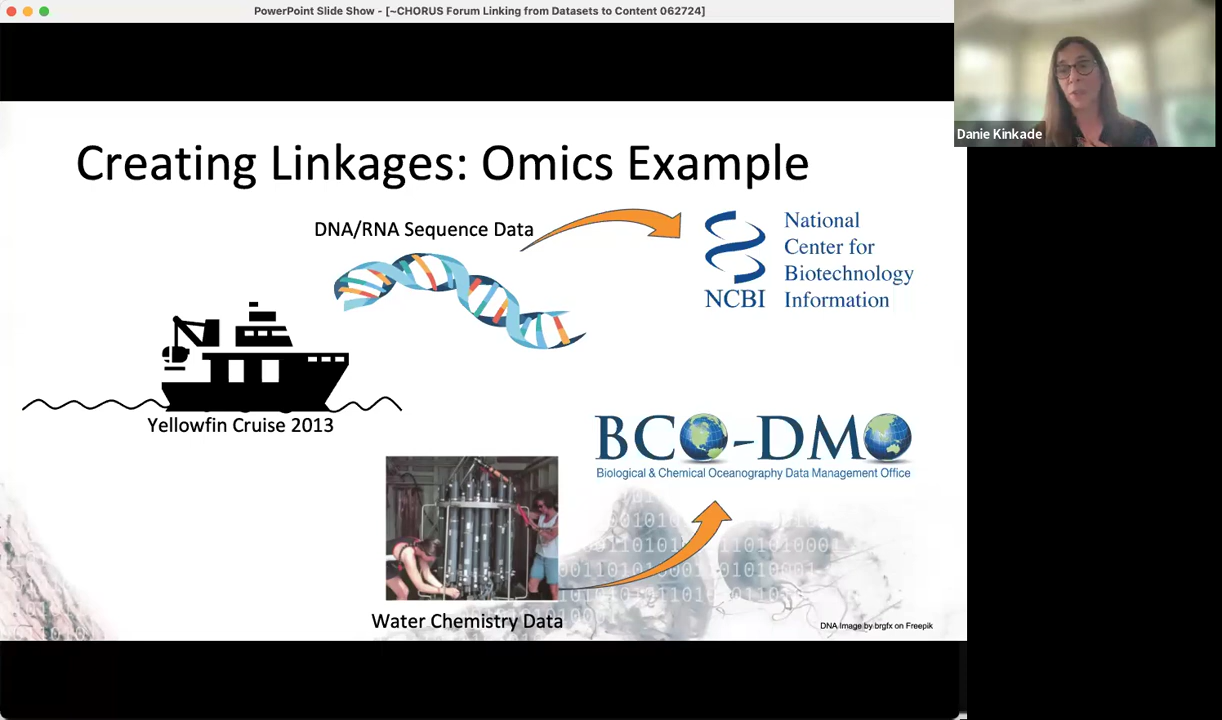 PowerPoint Slide Show - [~CHORUS Forum Linking from Datasets to Content 062724]
Danie Kinkade
Creating Linkages: Omics Example
DNA/RNA Sequence Data
National
Center for
Biotechnology
Information
NCBI
Yellowfin Cruise 2013
BCO-DMO
Biological & Chemical Oceanography Data Management Office
Water Chemistry Data
DNA Image by brgfx on Freepik